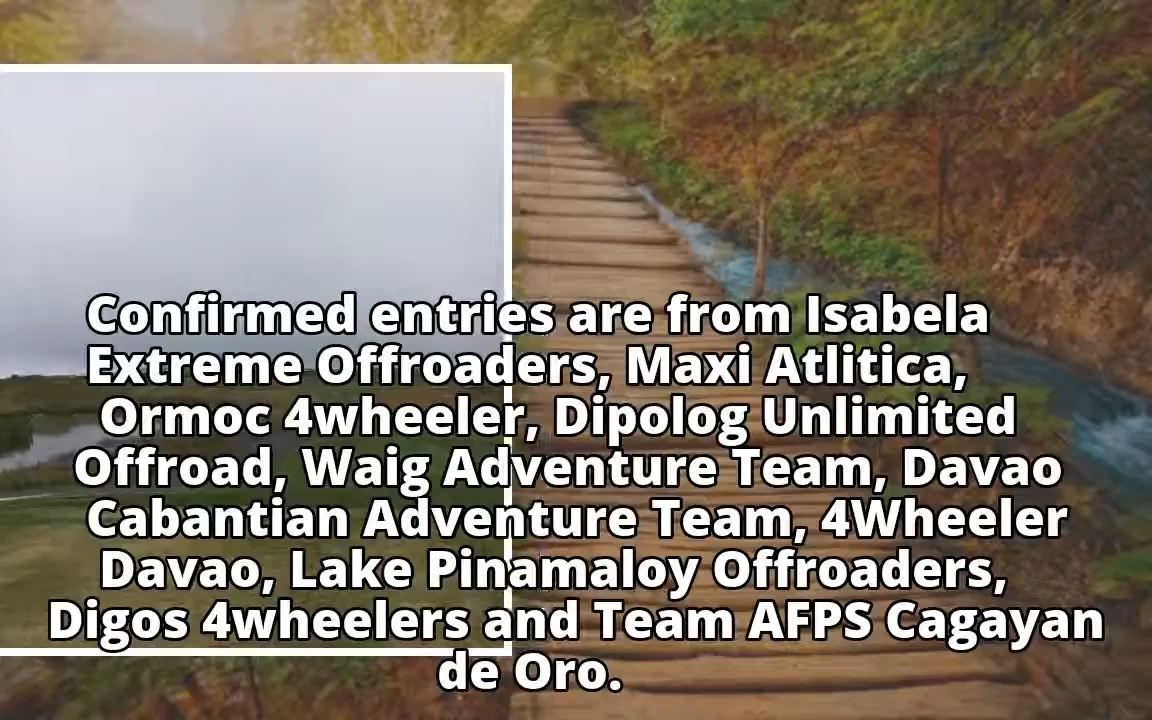 Confirmed entries are from Isabela
Extreme Offroaders, Maxi Atlitica,
Ormoc 4wheeler, Dipolog Unlimited
Offroad, Waig Adventure Team, Davao
Cabantian Adventure Team, 4Wheeler
Davao, Lake Pinamaloy Offroaders,
Digos 4wheelers and Team AFPS Cagayan
de Oro.